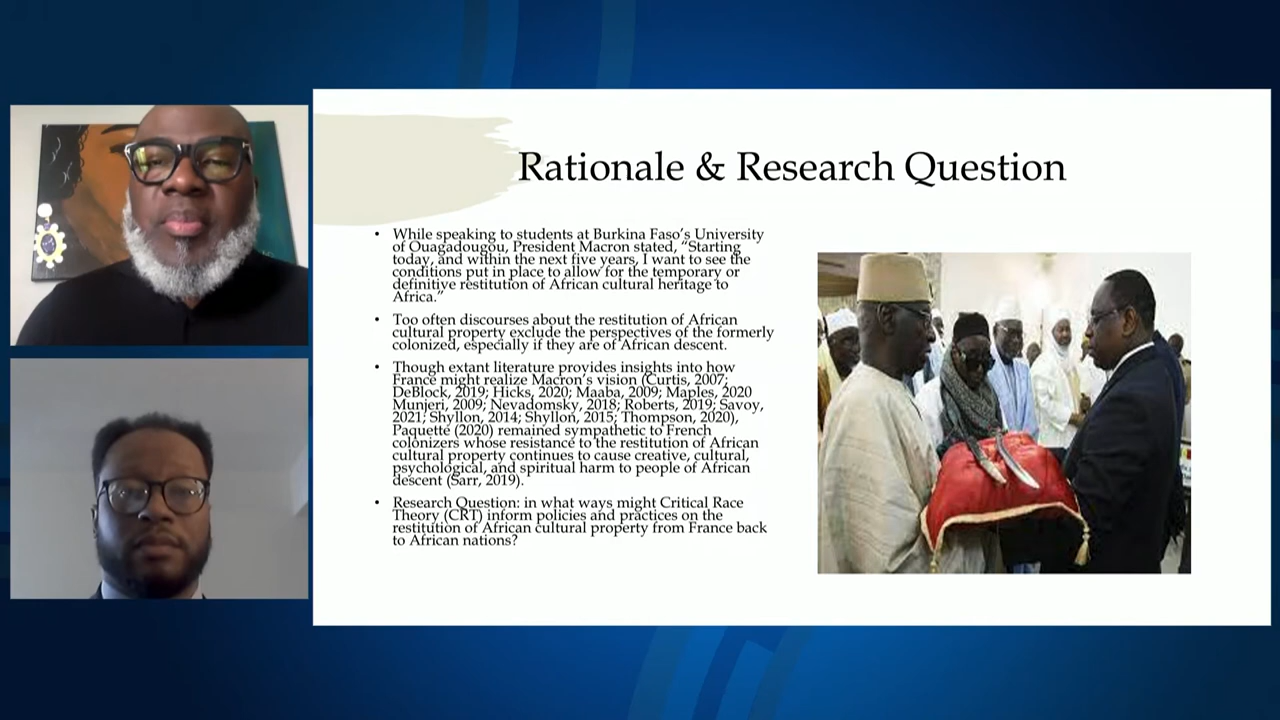 Rationale & Research Question
• While speaking to students at Burkina Faso's University
of Ouagadougou, President Macron stated, "Starting
today, and within the next five years, I want to see the
conditions put in place to allow for the temporary or
definitive restitution of African cultural heritage to
Africa."
• Too often discourses about the restitution of African
cultural property exclude the perspectives of the formerly
colonized, especially if they are of African descent.
• Though extant literature provides insights into how
France might realize Macron's vision (Curtis, 2007;
DeBlock, 2019; Hicks, 2020; Maaba, 2009; Maples, 2020
Munjeri, 2009; Nevadomsky, 2018; Roberts, 2019; Savoy,
2021; Shyllon, 2014; Shyllon, 2015; Thompson, 2020),
Paquette (2020) remained sympathetic to French
colonizers whose resistance to the restitution of African
cultural property continues to cause creative, cultural,
psychological, and spiritual harm to people of African
descent (Sarr, 2019).
• Research Question: in what ways might Critical Race
Theory (CRT) inform policies and practices on the
restitution of African cultural property from France back
to African nations?